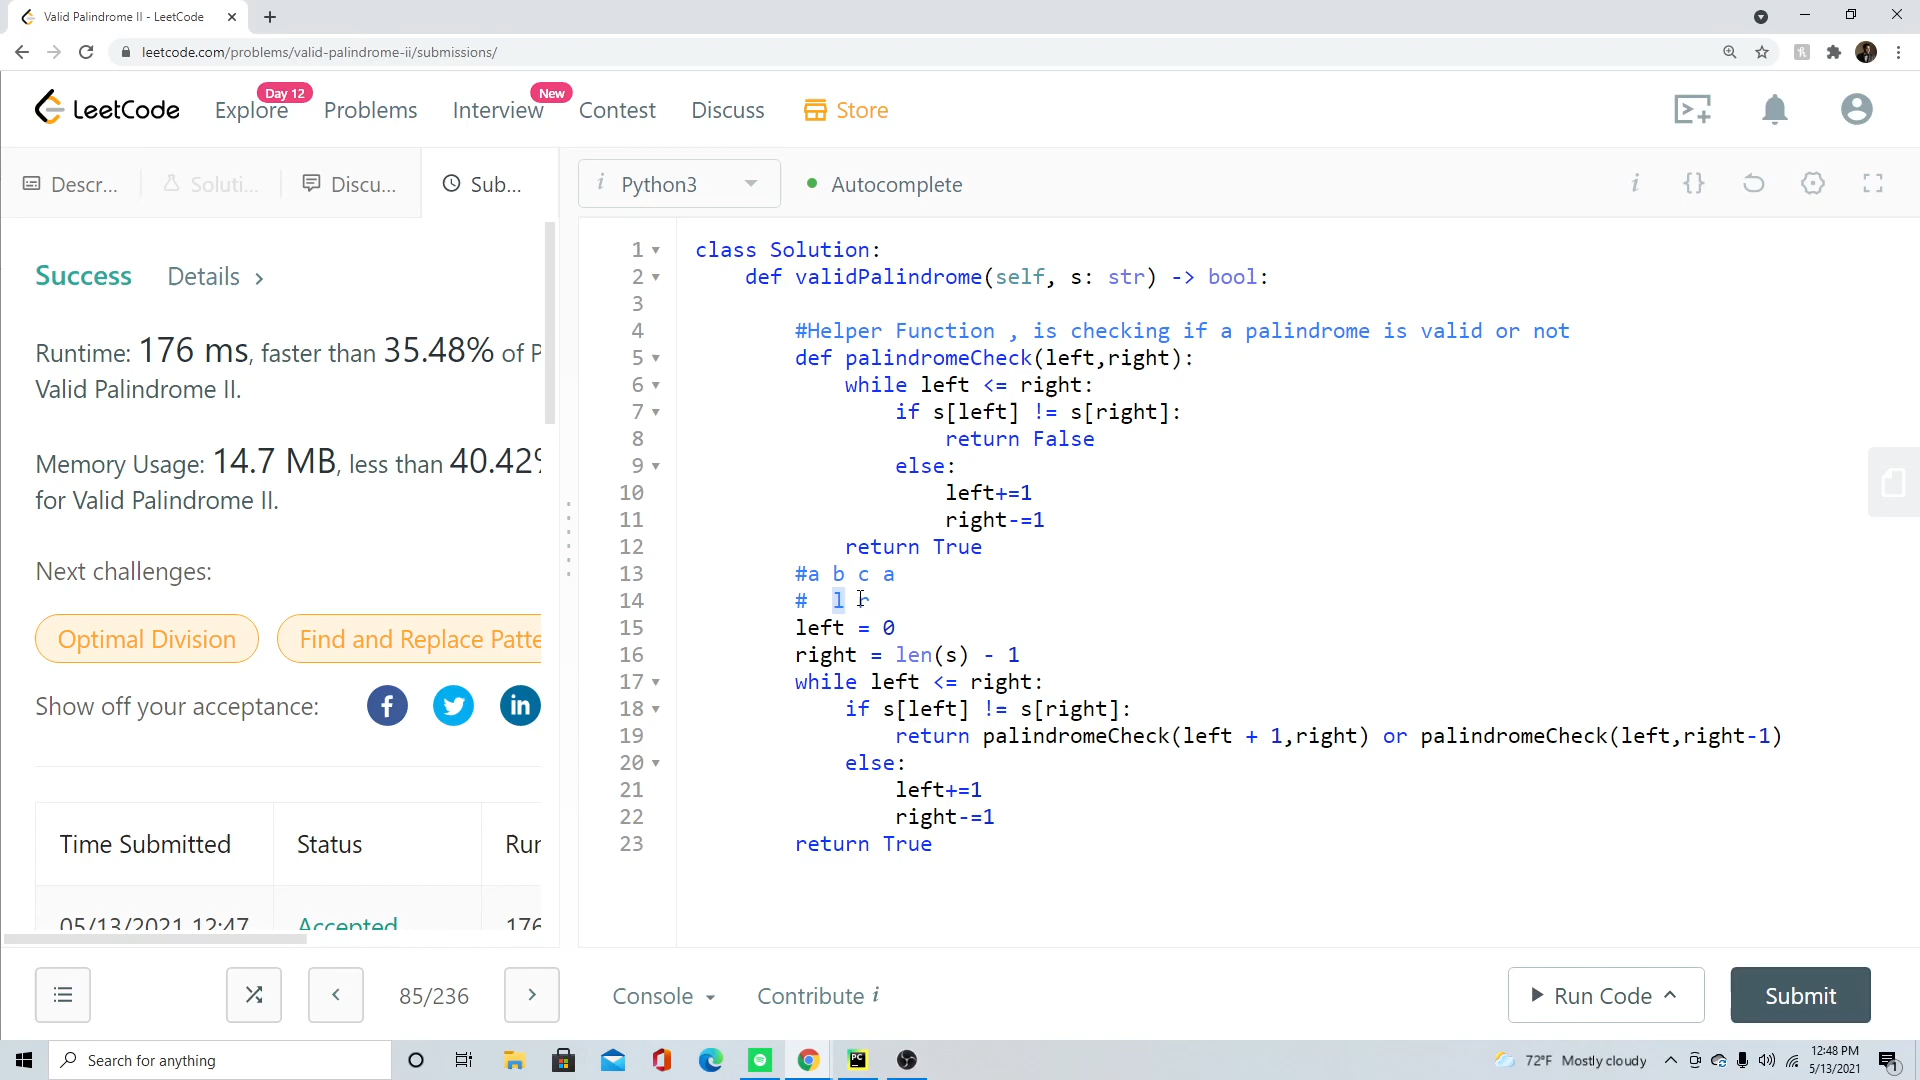 Valid Palindrome II - LeetCode
leetcode.com/problems/valid-palindrome-ii/submissions/
LeetCode Explore Day 12 Problems Interview New Contest Discuss Store
Descr... Soluti... Discu... Sub...
Python3 Autocomplete
Success Details
Runtime: 176 ms, faster than 35.48% of P
Valid Palindrome II.
Memory Usage: 14.7 MB, less than 40.42%
for Valid Palindrome II.
Next challenges:
Optimal Division Find and Replace Patte
Show off your acceptance:
Time Submitted Status Rur
05/13/2021 12:47 Accepted 176
1 class Solution:
2 def validPalindrome(self, s: str) -> bool:
3
4 #Helper Function , is checking if a palindrome is valid or not
5 def palindromeCheck(left,right):
6 while left <= right:
7 if s[left] != s[right]:
8 return False
9 else:
10 left+=1
11 right-=1
12 return True
13 #a b c a
14 # l r
15 left = 0
16 right = len(s) - 1
17 while left <= right:
18 if s[left] != s[right]:
19 return palindromeCheck(left + 1,right) or palindromeCheck(left,right-1)
20 else:
21 left+=1
22 right-=1
23 return True
85/236
Console Contribute i
Run Code Submit
Search for anything
72°F Mostly cloudy
12:48 PM
5/13/2021
1